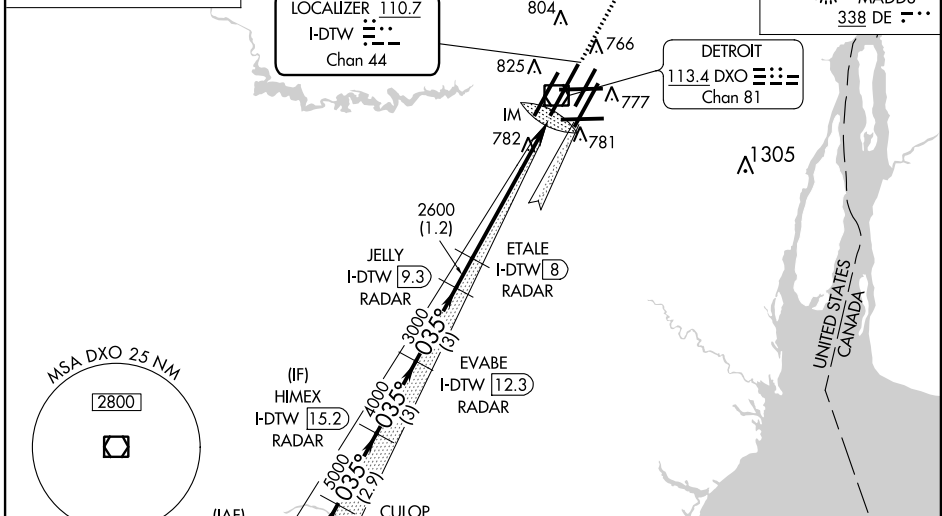 LOCALIZER 110.7
I-DTW
Chan 44
804
338 DE
766
825
DETROIT
113.4 DXO
Chan 81
777
IM
782
781
1305
2600
(1.2)
JELLY
I-DTW 9.3
RADAR
ETALE
I-DTW 8
RADAR
UNITED STATES
CANADA
3000
035°
(3)
MSA DXO 25 NM
2800
(IF)
HIMEX
I-DTW 15.2
RADAR
EVABE
I-DTW 12.3
RADAR
4000
035°
(3)
5000
035°
(2.9)
(IAF)
CULOP